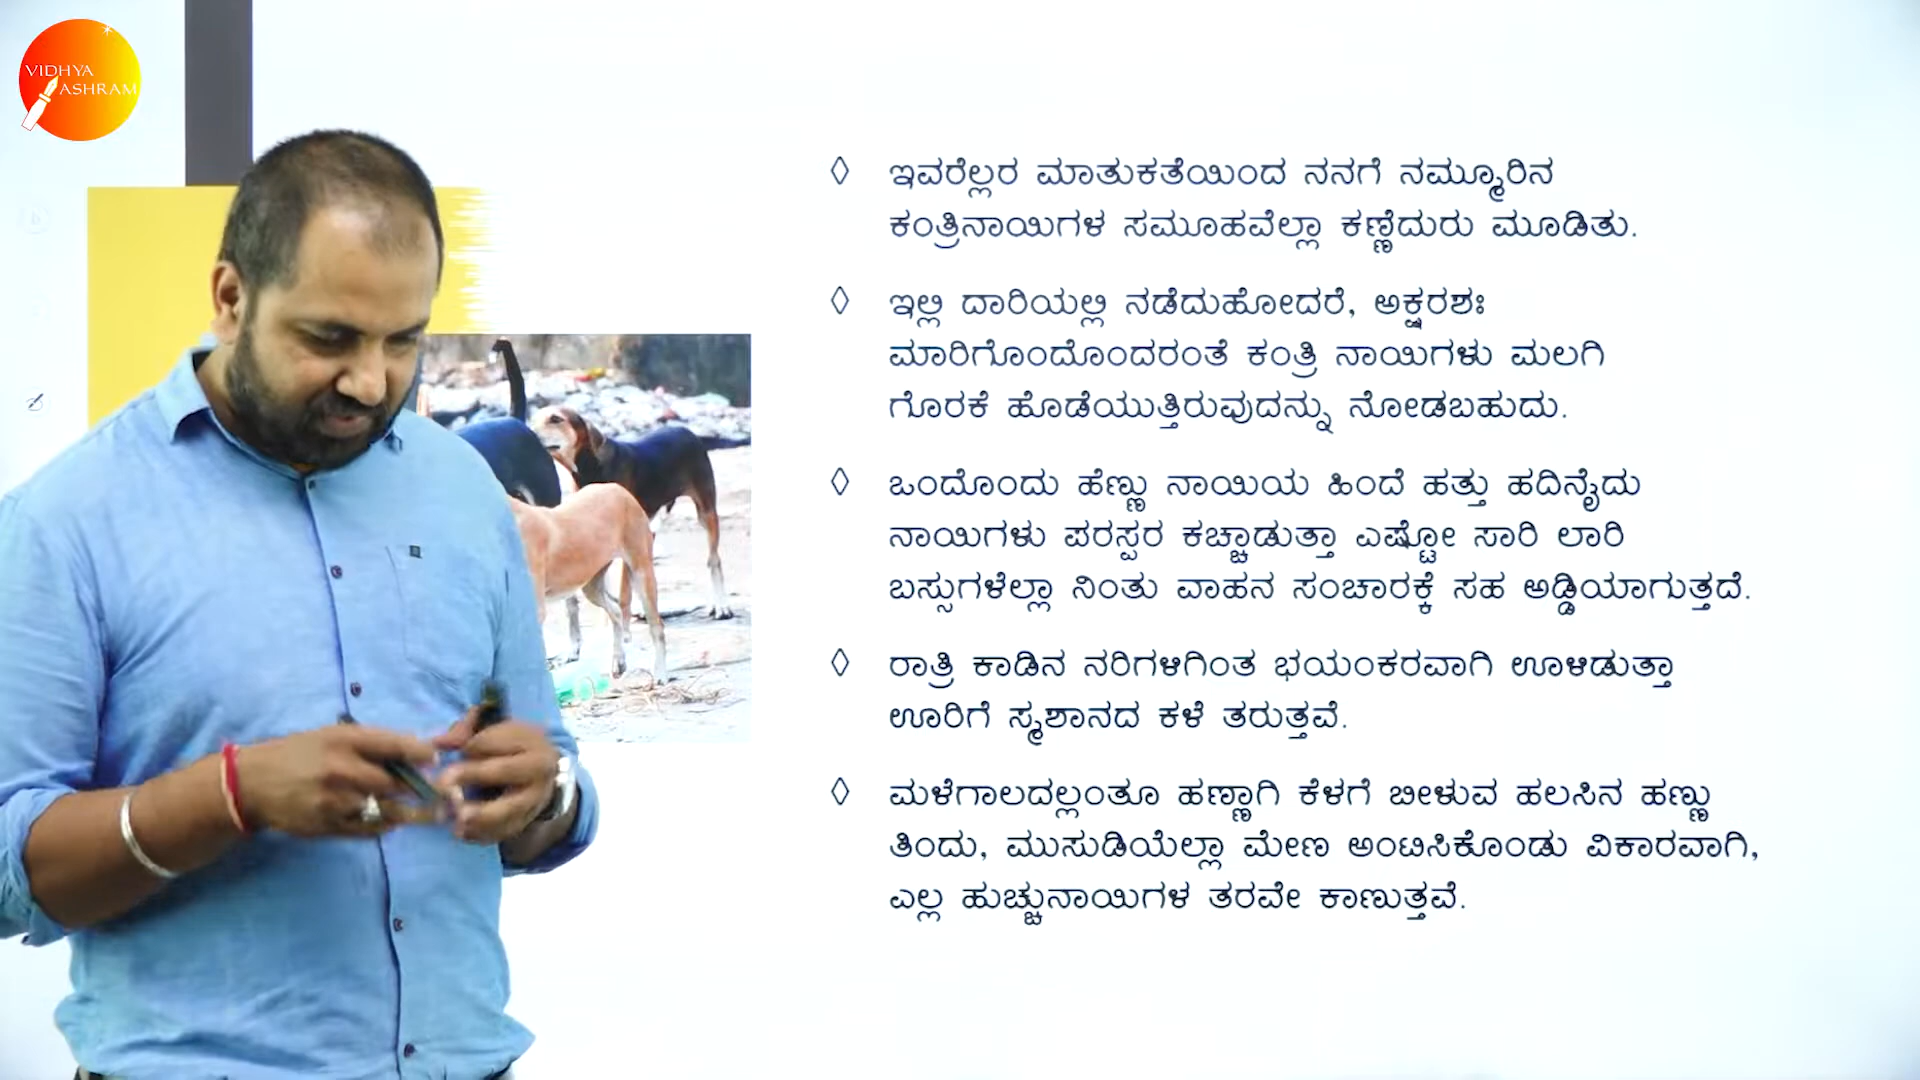 VIDHYA
ASHRAM
ಇವರೆಲ್ಲರ ಮಾತುಕತೆಯಿಂದ ನನಗೆ ನಮ್ಮೂರಿನ
ಕಂತ್ರಿನಾಯಿಗಳ ಸಮೂಹವೆಲ್ಲಾ ಕಣ್ಣೆದುರು ಮೂಡಿತು.
ಇಲ್ಲಿ ದಾರಿಯಲ್ಲಿ ನಡೆದುಹೋದರೆ, ಅಕ್ಷರಶಃ
ಮಾರಿಗೊಂದೊಂದರಂತೆ ಕಂತ್ರಿ ನಾಯಿಗಳು ಮಲಗಿ
ಗೊರಕೆ ಹೊಡೆಯುತ್ತಿರುವುದನ್ನು ನೋಡಬಹುದು.
ಒಂದೊಂದು ಹೆಣ್ಣು ನಾಯಿಯ ಹಿಂದೆ ಹತ್ತು ಹದಿನೈದು
ನಾಯಿಗಳು ಪರಸ್ಪರ ಕಚ್ಚಾಡುತ್ತಾ ಎಷ್ಟೋ ಸಾರಿ ಲಾರಿ
ಬಸ್ಸುಗಳೆಲ್ಲಾ ನಿಂತು ವಾಹನ ಸಂಚಾರಕ್ಕೆ ಸಹ ಅಡ್ಡಿಯಾಗುತ್ತದೆ.
ರಾತ್ರಿ ಕಾಡಿನ ನರಿಗಳಿಗಿಂತ ಭಯಂಕರವಾಗಿ ಊಳಿಡುತ್ತಾ
ಊರಿಗೆ ಸ್ಮಶಾನದ ಕಳೆ ತರುತ್ತವೆ.
ಮಳೆಗಾಲದಲ್ಲಂತೂ ಹಣ್ಣಾಗಿ ಕೆಳಗೆ ಬೀಳುವ ಹಲಸಿನ ಹಣ್ಣು
ತಿಂದು, ಮುಸುಡಿಯೆಲ್ಲಾ ಮೇಣ ಅಂಟಿಸಿಕೊಂಡು ವಿಕಾರವಾಗಿ,
ಎಲ್ಲ ಹುಚ್ಚುನಾಯಿಗಳ ತರವೇ ಕಾಣುತ್ತವೆ.